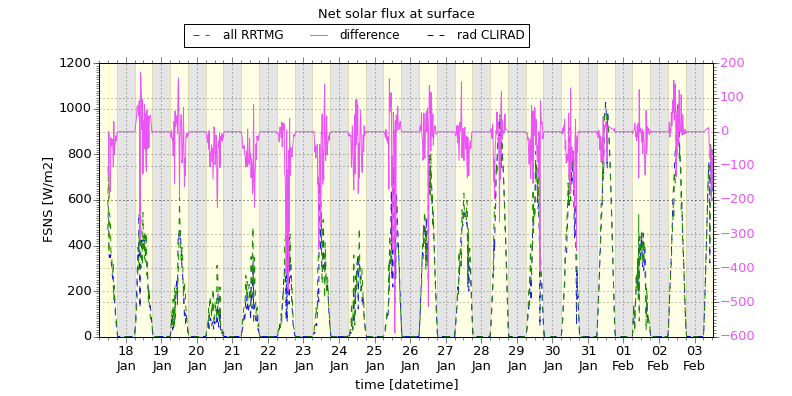 Net solar flux at surface
all RRTMG difference rad CLIRAD
1200 200
1000 100
800 0
600 −100
400 −200
200 −300
0 −400
−500
−600
FSNS [W/m2]
18 19 20 21 22 23 24 25 26 27 28 29 30 31 01 02 03
Jan Jan Jan Jan Jan Jan Jan Jan Jan Jan Jan Jan Jan Jan Feb Feb Feb
time [datetime]